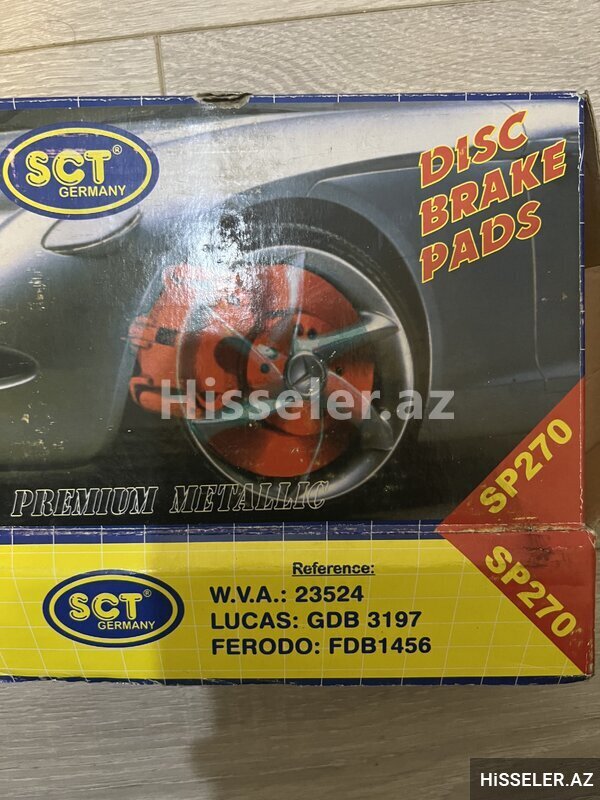 SCT®
GERMANY
DISC
BRAKE
PADS
Hisseler.az
PREMIUM METALLIC
SP270
SP270
SCT®
GERMANY
Reference:
W.V.A.: 23524
LUCAS: GDB 3197
FERODO: FDB1456
HiSSELER.AZ